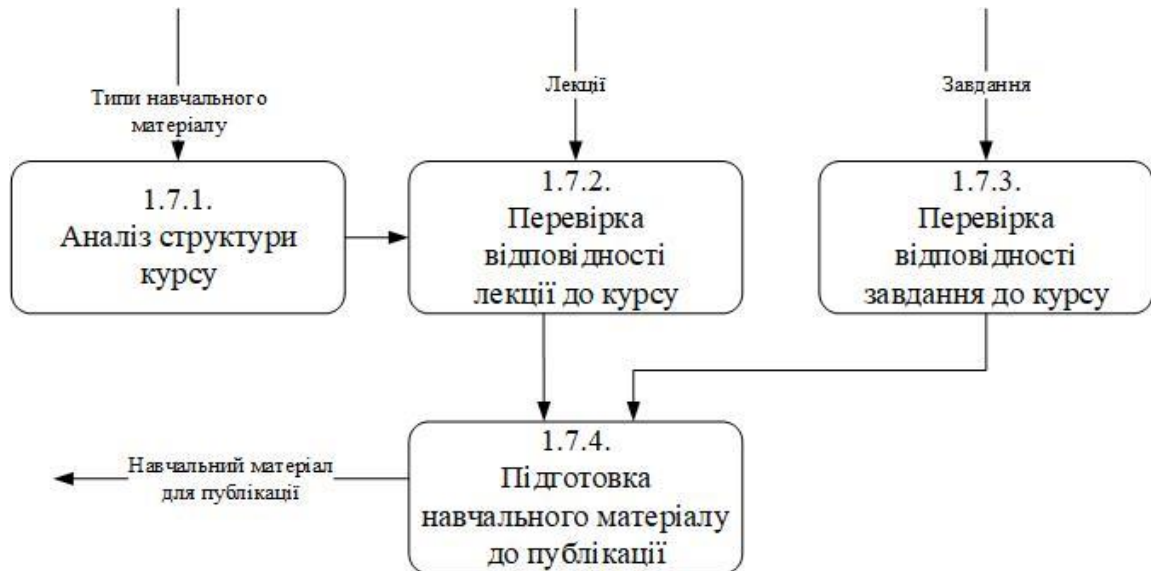 Типи навчального
матеріалу
Лекції
Завдання
1.7.1.
Аналіз структури
курсу
1.7.2.
Перевірка
відповідності
лекції до курсу
1.7.3.
Перевірка
відповідності
завдання до курсу
1.7.4.
Підготовка
навчального матеріалу
до публікації
Навчальний матеріал
для публікації